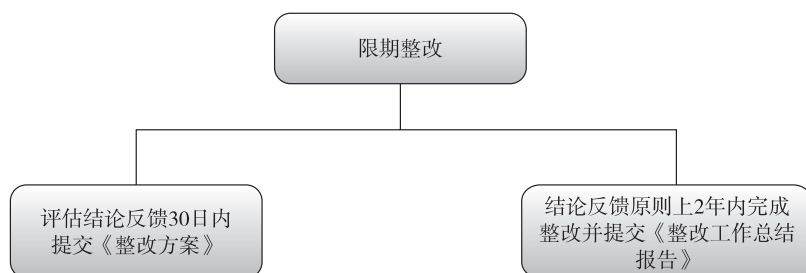 限期整改
评估结论反馈30日内
提交《整改方案》
结论反馈原则上2年内完成
整改并提交《整改工作总结
报告》